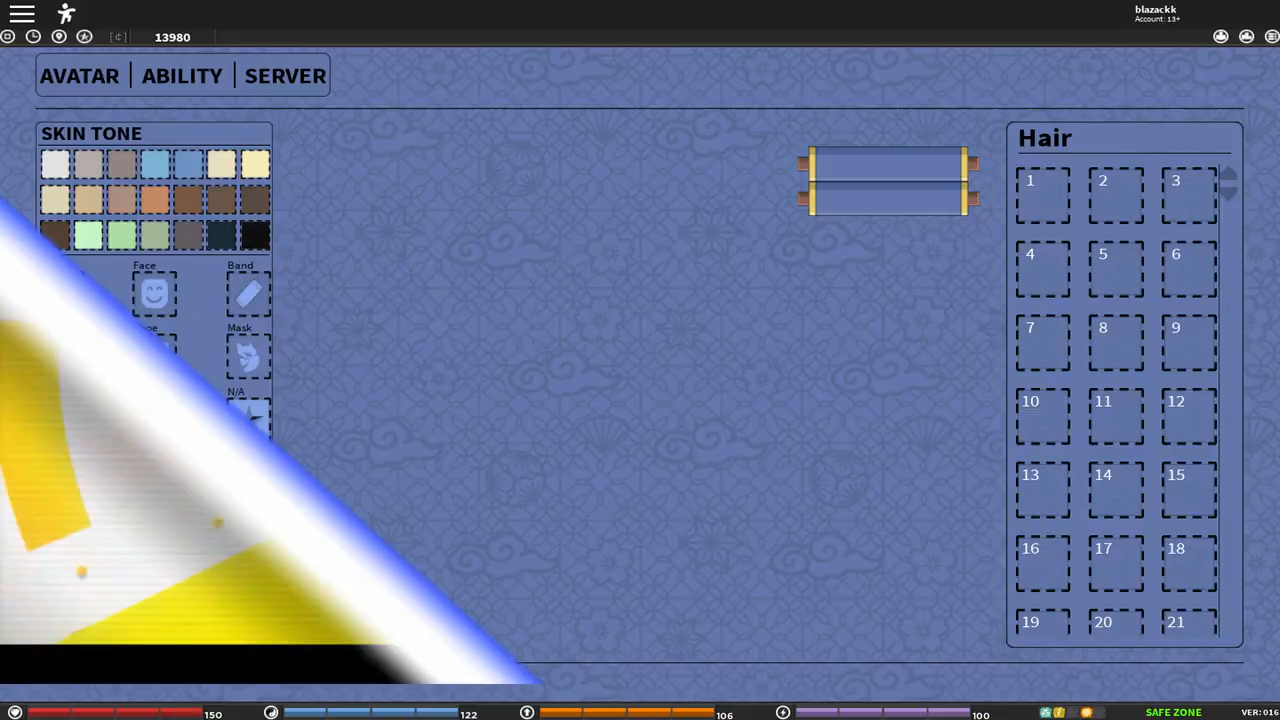 blazackk
Account: 13+
[¢] 13980
AVATAR | ABILITY | SERVER
SKIN TONE
Hair
1 2 3
4 5 6
7 8 9
10 11 12
13 14 15
16 17 18
19 20 21
Face Band
Mask
N/A
150 122 106 100 SAFE ZONE VER:016